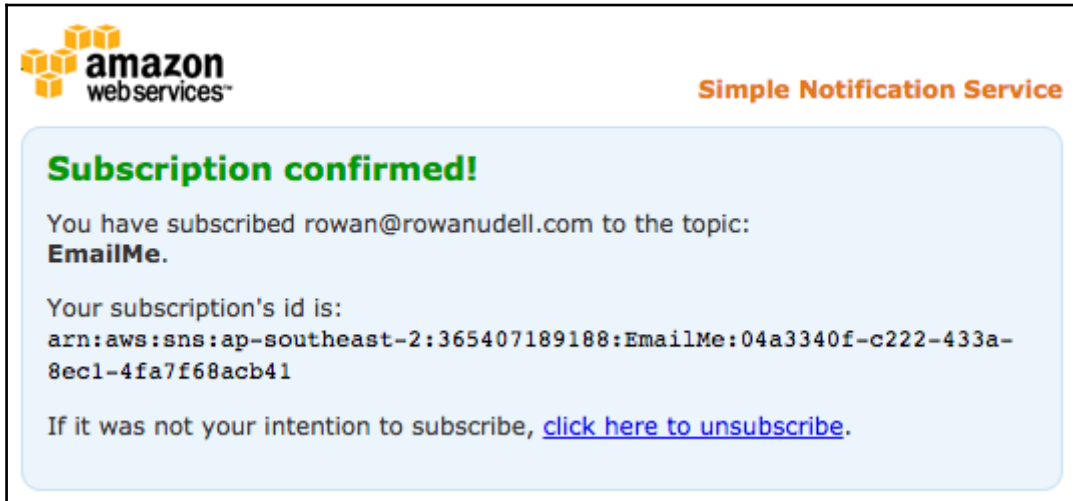 amazon
webservices™
Simple Notification Service
Subscription confirmed!
You have subscribed rowan@rowanudell.com to the topic:
EmailMe.
Your subscription's id is:
arn:aws:sns:ap-southeast-2:365407189188:EmailMe:04a3340f-c222-433a-
8ec1-4fa7f68acb41
If it was not your intention to subscribe, click here to unsubscribe.